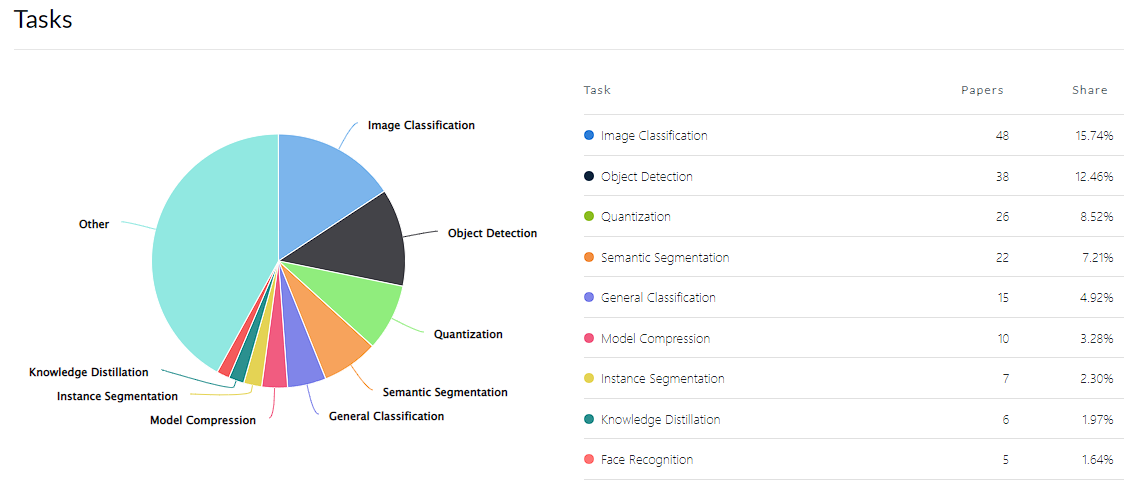 Tasks
Image Classification
Object Detection
Quantization
Semantic Segmentation
General Classification
Model Compression
Instance Segmentation
Knowledge Distillation
Other
Task Papers Share
Image Classification 48 15.74%
Object Detection 38 12.46%
Quantization 26 8.52%
Semantic Segmentation 22 7.21%
General Classification 15 4.92%
Model Compression 10 3.28%
Instance Segmentation 7 2.30%
Knowledge Distillation 6 1.97%
Face Recognition 5 1.64%